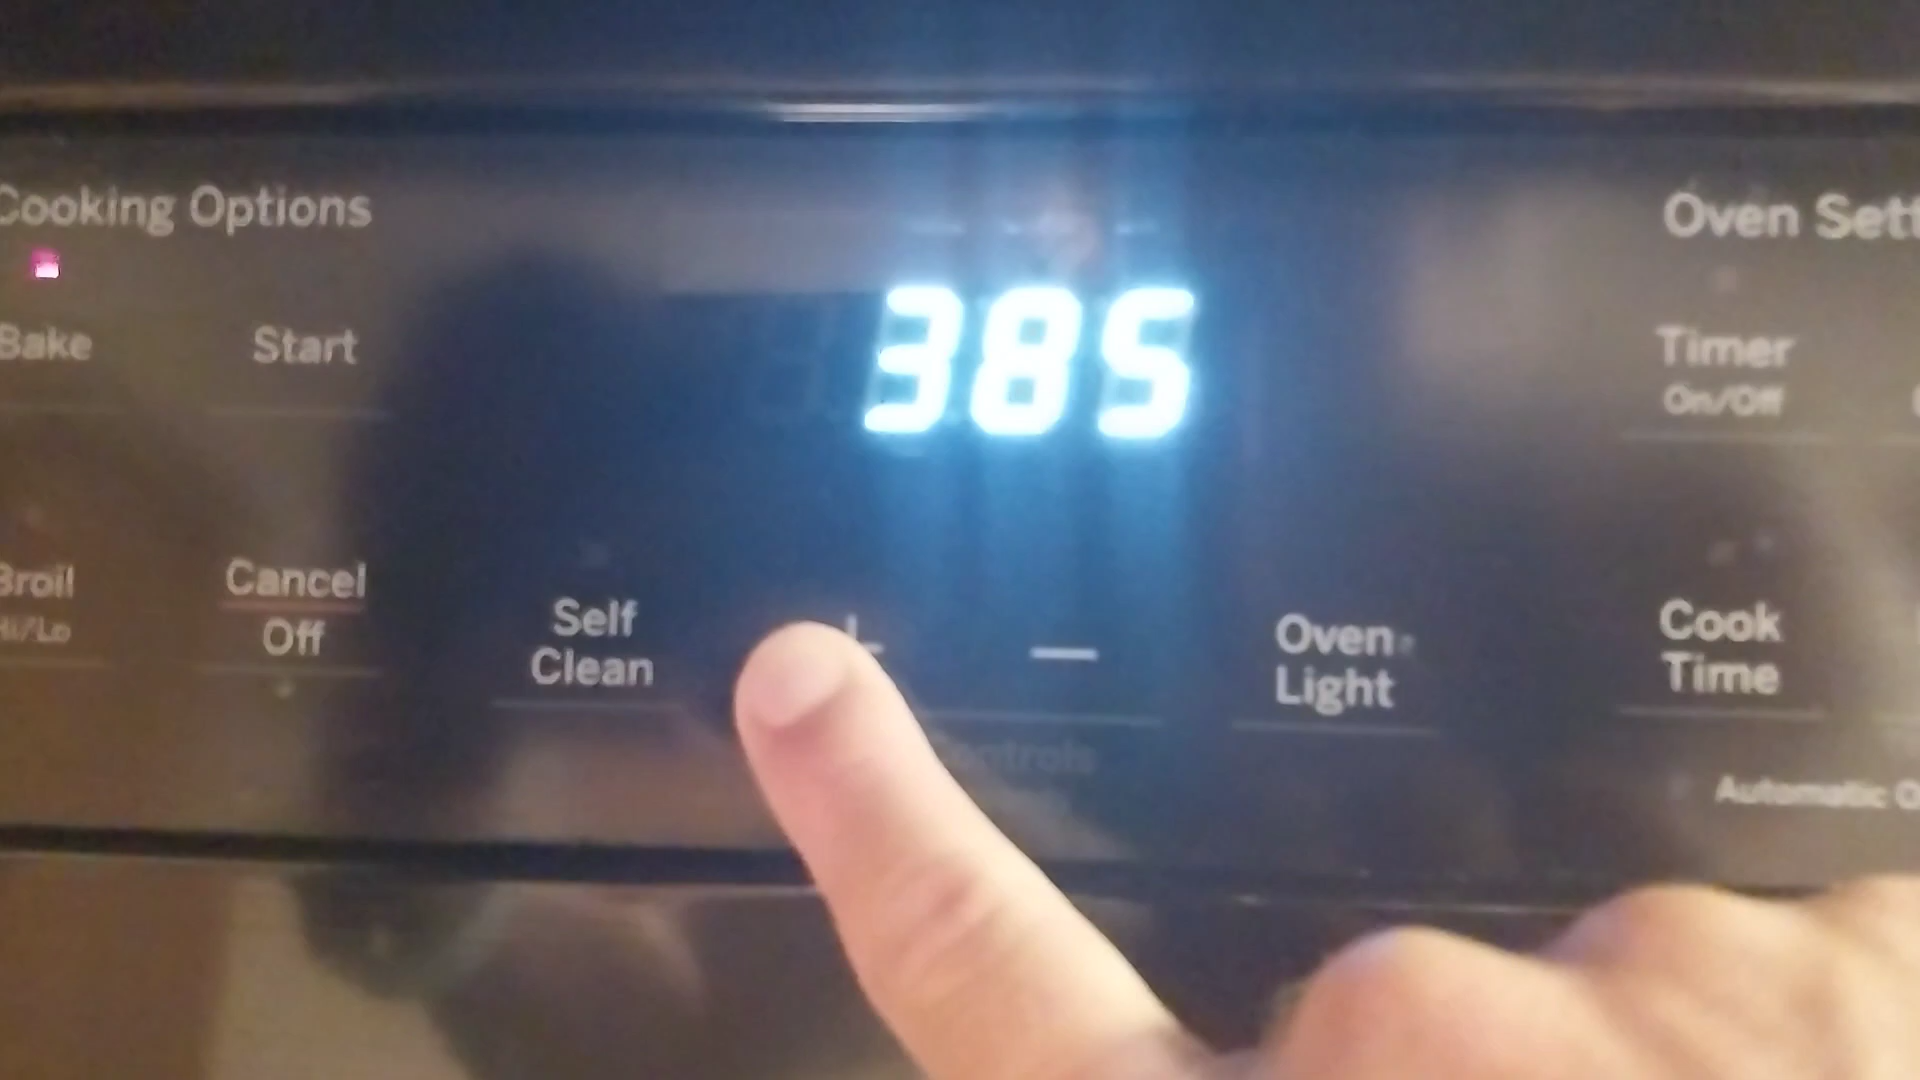 Cooking Options
Oven Sett
385
Bake
Start
Timer
On/Off
Broil
Hi/Lo
Cancel
Off
Self
Clean
+
—
Oven
Light
Cook
Time
Controls
Automatic O